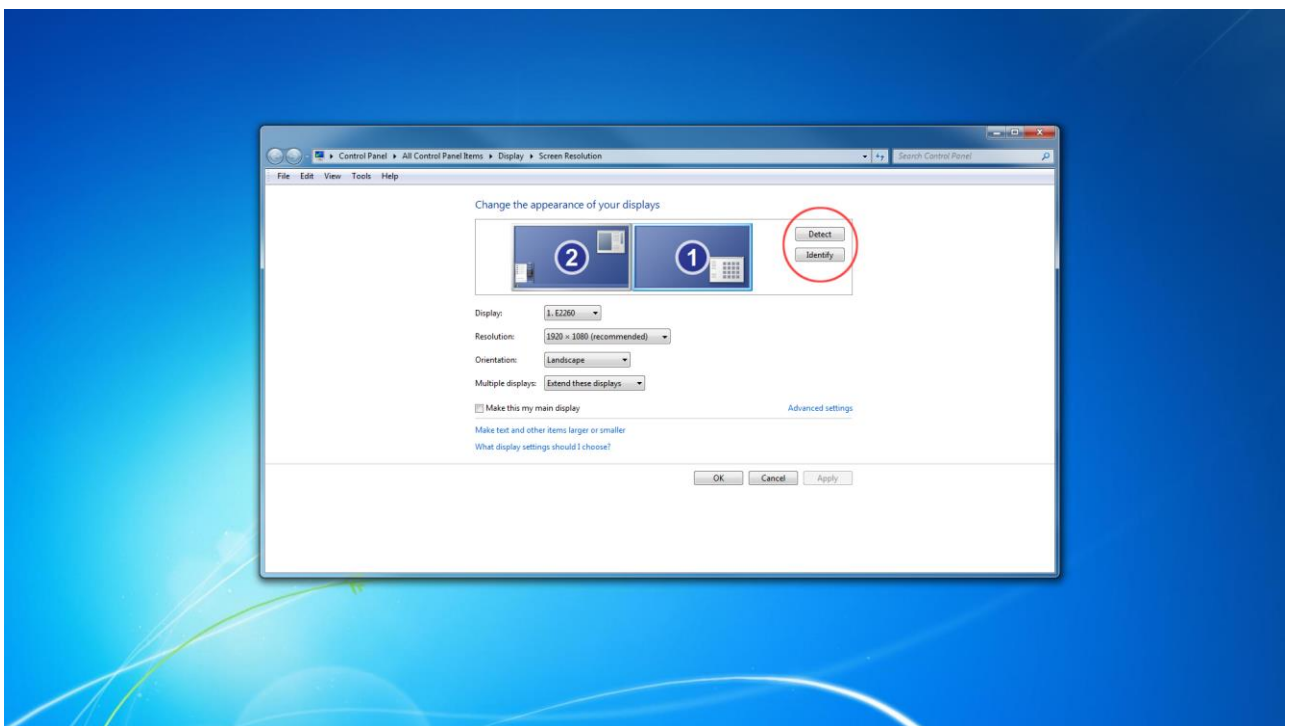 Control Panel ▸ All Control Panel Items ▸ Display ▸ Screen Resolution
Search Control Panel
File Edit View Tools Help
Change the appearance of your displays
2 1
Detect
Identify
Display: 1. E2260
Resolution: 1920 × 1080 (recommended)
Orientation: Landscape
Multiple displays: Extend these displays
Make this my main display Advanced settings
Make text and other items larger or smaller
What display settings should I choose?
OK Cancel Apply